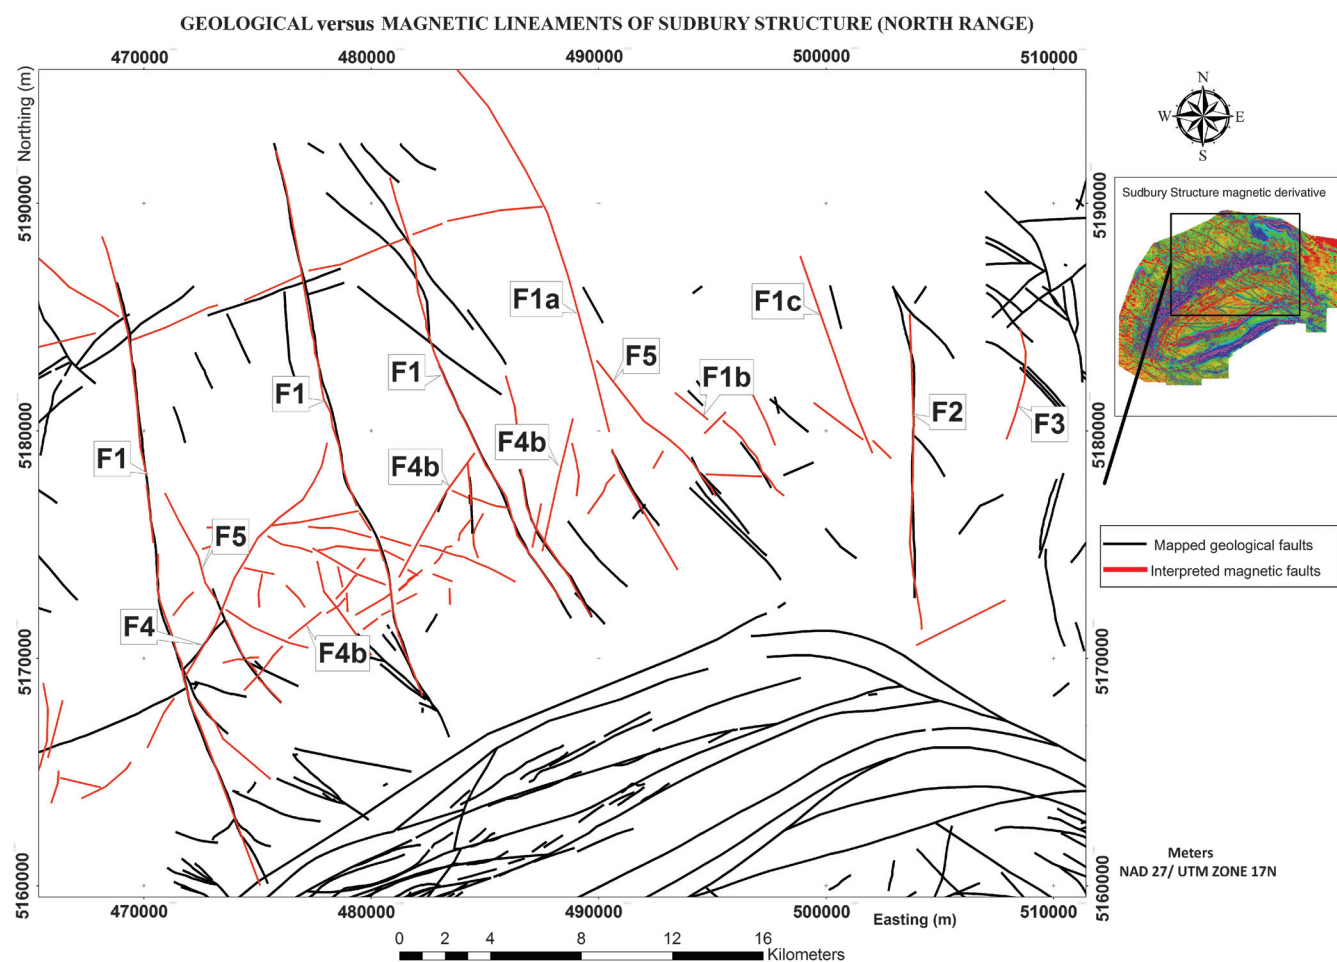 GEOLOGICAL versus MAGNETIC LINEAMENTS OF SUDBURY STRUCTURE (NORTH RANGE)
470000
480000
490000
500000
510000
Northing (m)
5190000
5180000
5170000
5160000
5190000
5180000
5170000
5160000
F1a
F1c
F5
F1b
F1
F1
F2
F3
F1
F4b
F4b
F5
F4
F4b
N
W
E
S
Sudbury Structure magnetic derivative
Mapped geological faults
Interpreted magnetic faults
Meters
NAD 27/ UTM ZONE 17N
470000
480000
490000
500000
510000
Easting (m)
0
2
4
8
12
16
Kilometers